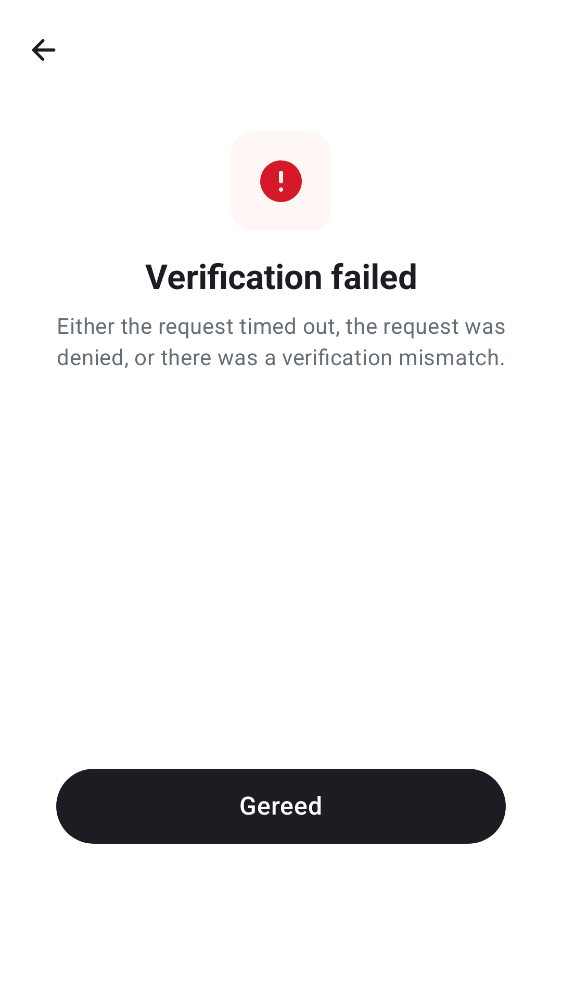 Verification failed
Either the request timed out, the request was
denied, or there was a verification mismatch.
Gereed